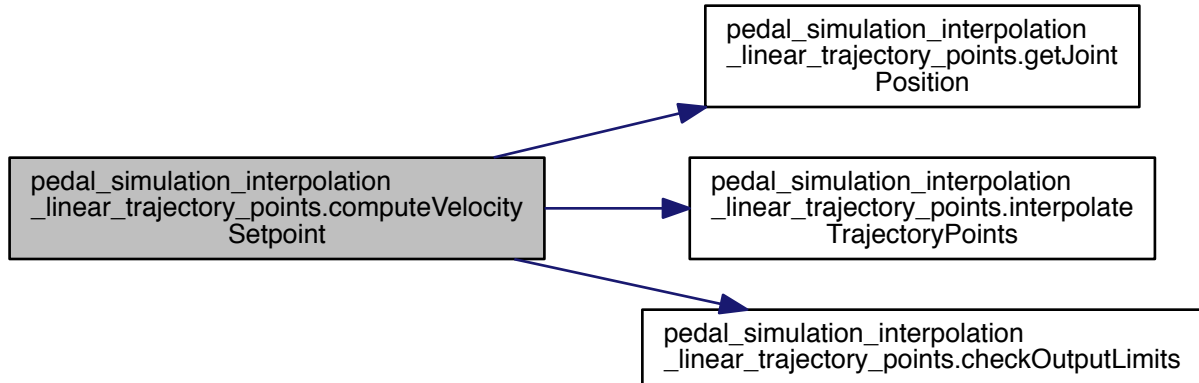 pedal_simulation_interpolation
_linear_trajectory_points.getJoint
Position
pedal_simulation_interpolation
_linear_trajectory_points.computeVelocity
Setpoint
pedal_simulation_interpolation
_linear_trajectory_points.interpolate
TrajectoryPoints
pedal_simulation_interpolation
_linear_trajectory_points.checkOutputLimits